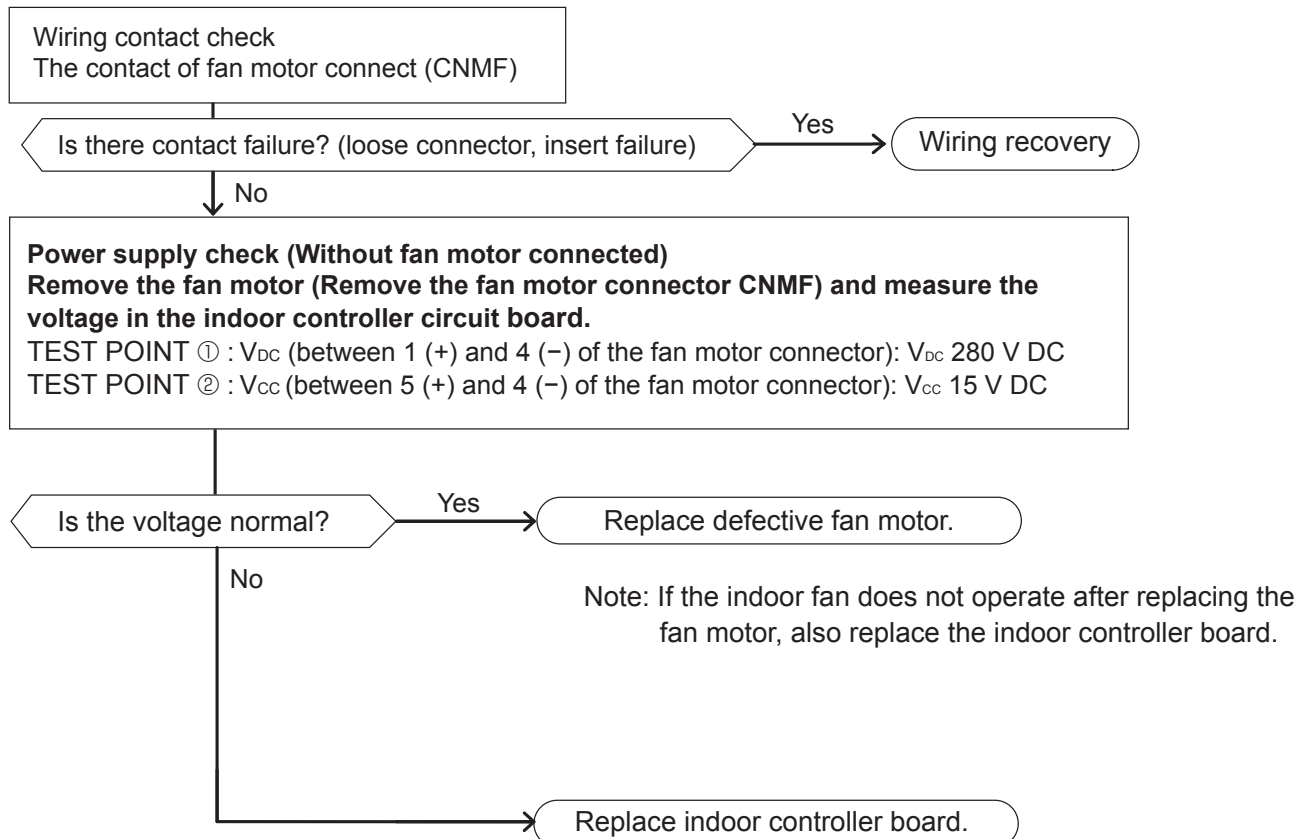 Wiring contact check
The contact of fan motor connect (CNMF)
Is there contact failure? (loose connector, insert failure)
Yes
Wiring recovery
No
Power supply check (Without fan motor connected)
Remove the fan motor (Remove the fan motor connector CNMF) and measure the
voltage in the indoor controller circuit board.
TEST POINT ① : VDC (between 1 (+) and 4 (−) of the fan motor connector): VDC 280 V DC
TEST POINT ② : VCC (between 5 (+) and 4 (−) of the fan motor connector): VCC 15 V DC
Is the voltage normal?
Yes
Replace defective fan motor.
No
Note: If the indoor fan does not operate after replacing the
fan motor, also replace the indoor controller board.
Replace indoor controller board.